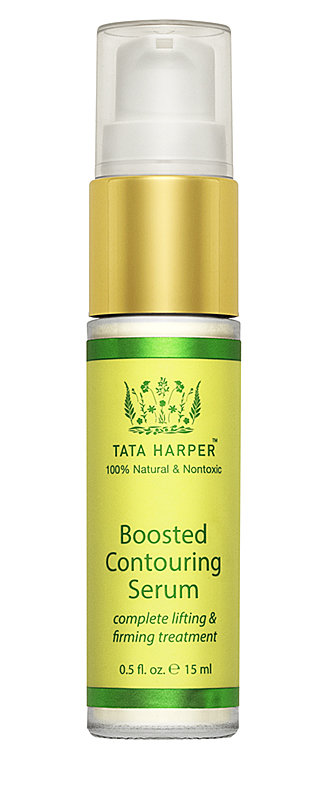 TATA HARPER™
100% Natural & Nontoxic
Boosted
Contouring
Serum
complete lifting &
firming treatment
0.5 fl. oz. ℮ 15 ml